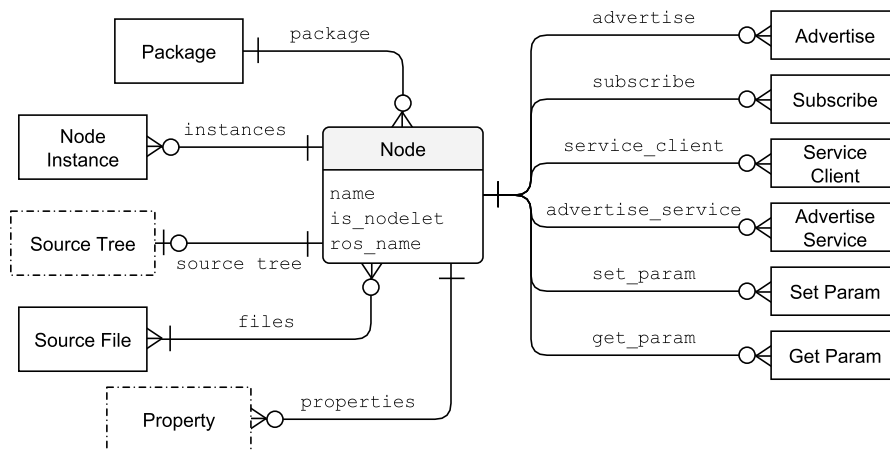 Package
package
Node
Instance
instances
Source Tree
source tree
Source File
files
Property
properties
Node
name
is_nodelet
ros_name
advertise
Advertise
subscribe
Subscribe
service_client
Service
Client
advertise_service
Advertise
Service
set_param
Set Param
get_param
Get Param